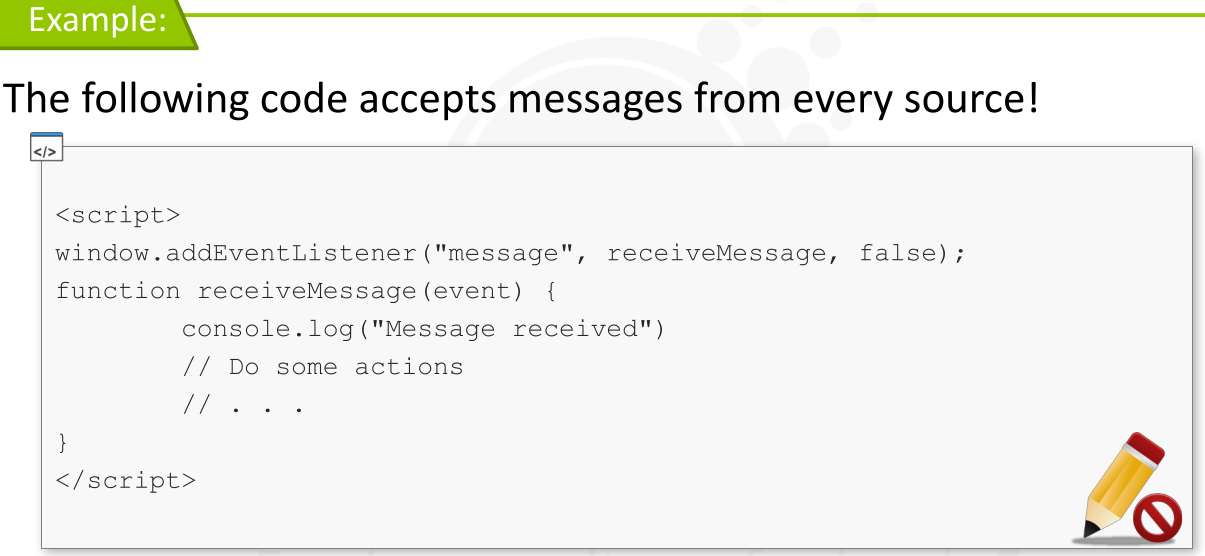 Example:
The following code accepts messages from every source!
</>
<script>
window.addEventListener("message", receiveMessage, false);
function receiveMessage(event) {
        console.log("Message received")
        // Do some actions
        // . . .
}
</script>